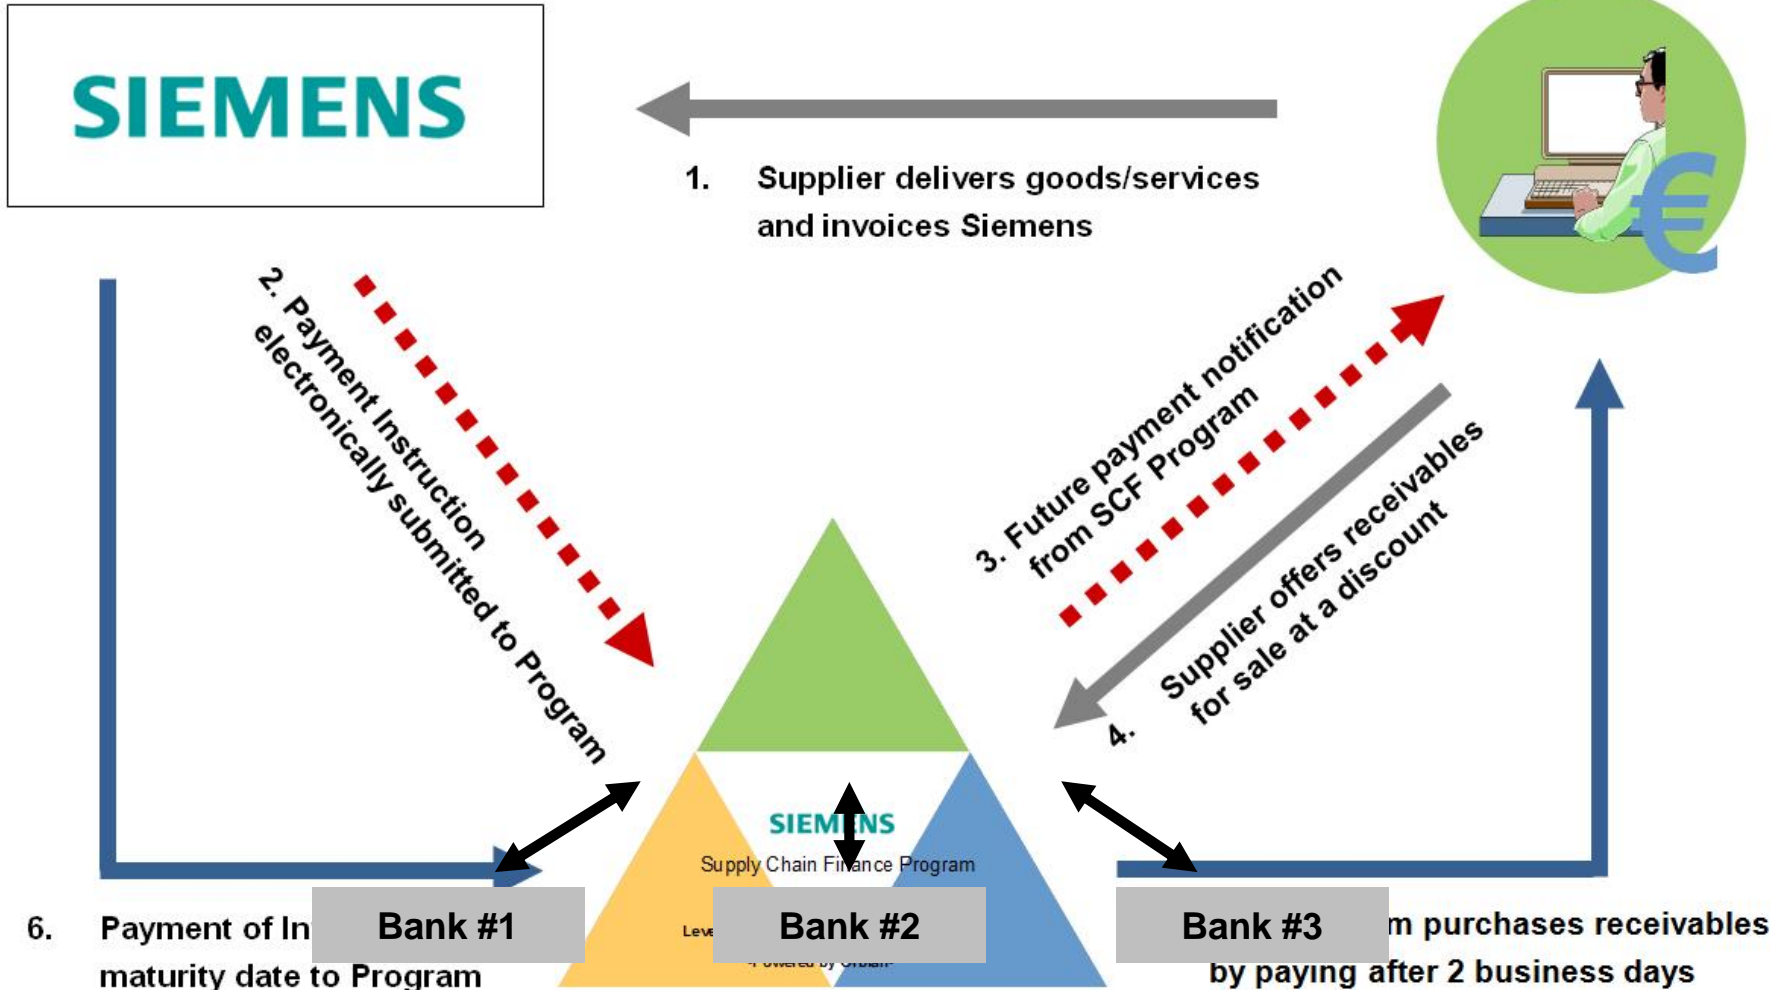 SIEMENS
1. Supplier delivers goods/services
and invoices Siemens
2. Payment Instruction
electronically submitted to Program
3. Future payment notification
from SCF Program
4. Supplier offers receivables
for sale at a discount
SIEMENS
Supply Chain Finance Program
Bank #1
Bank #2
Bank #3
6. Payment of In
maturity date to Program
Leve
Powered by
m purchases receivables
by paying after 2 business days